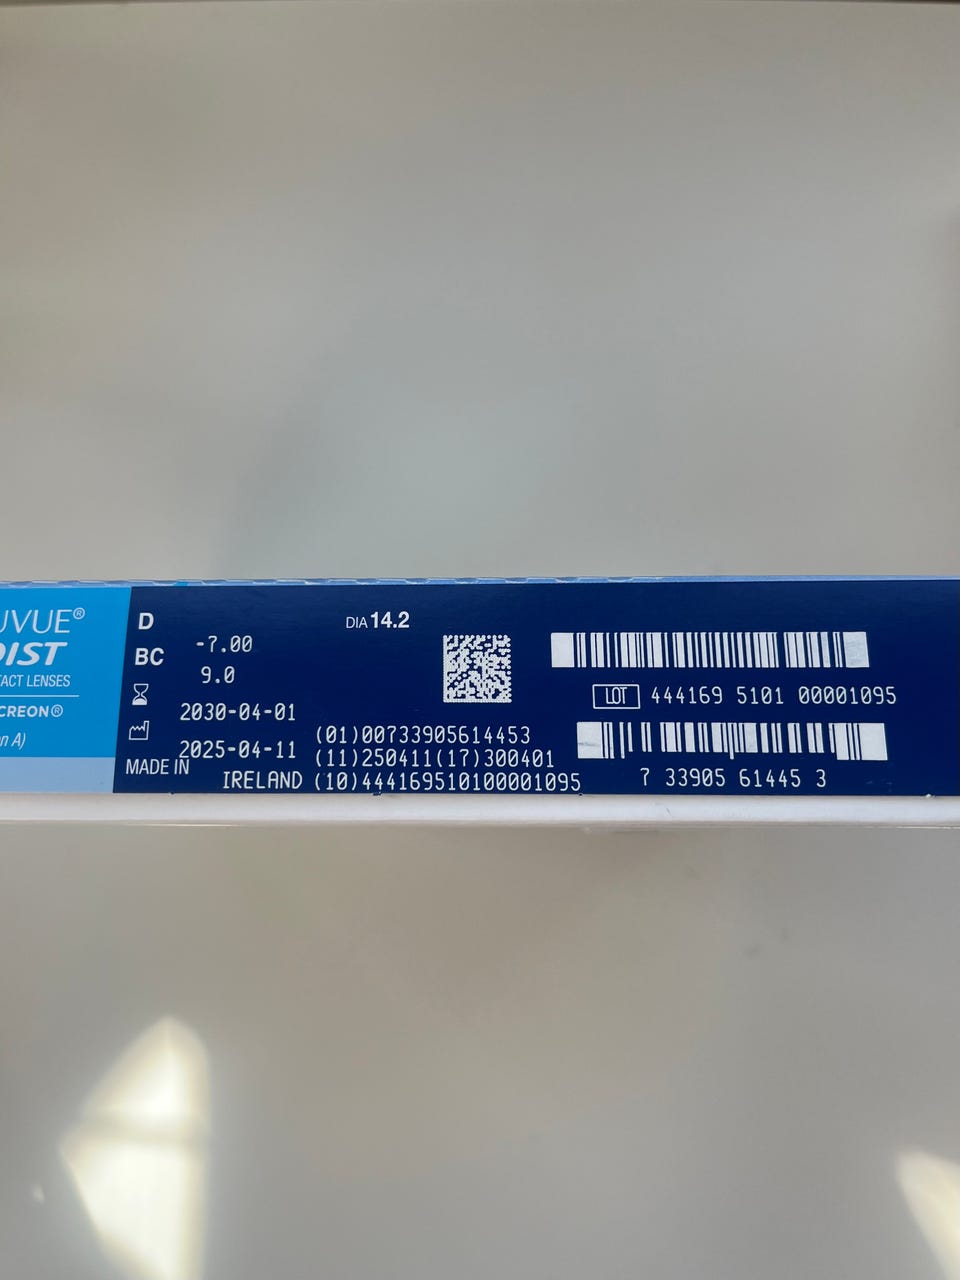 UVUE®
OIST
TACT LENSES
CREON®
n A)
D
-7.00
BC
9.0
2030-04-01
2025-04-11
MADE IN
IRELAND
DIA 14.2
(01)00733905614453
(11)250411(17)300401
(10)444169510100001095
LOT 444169 5101 00001095
7 33905 61445 3